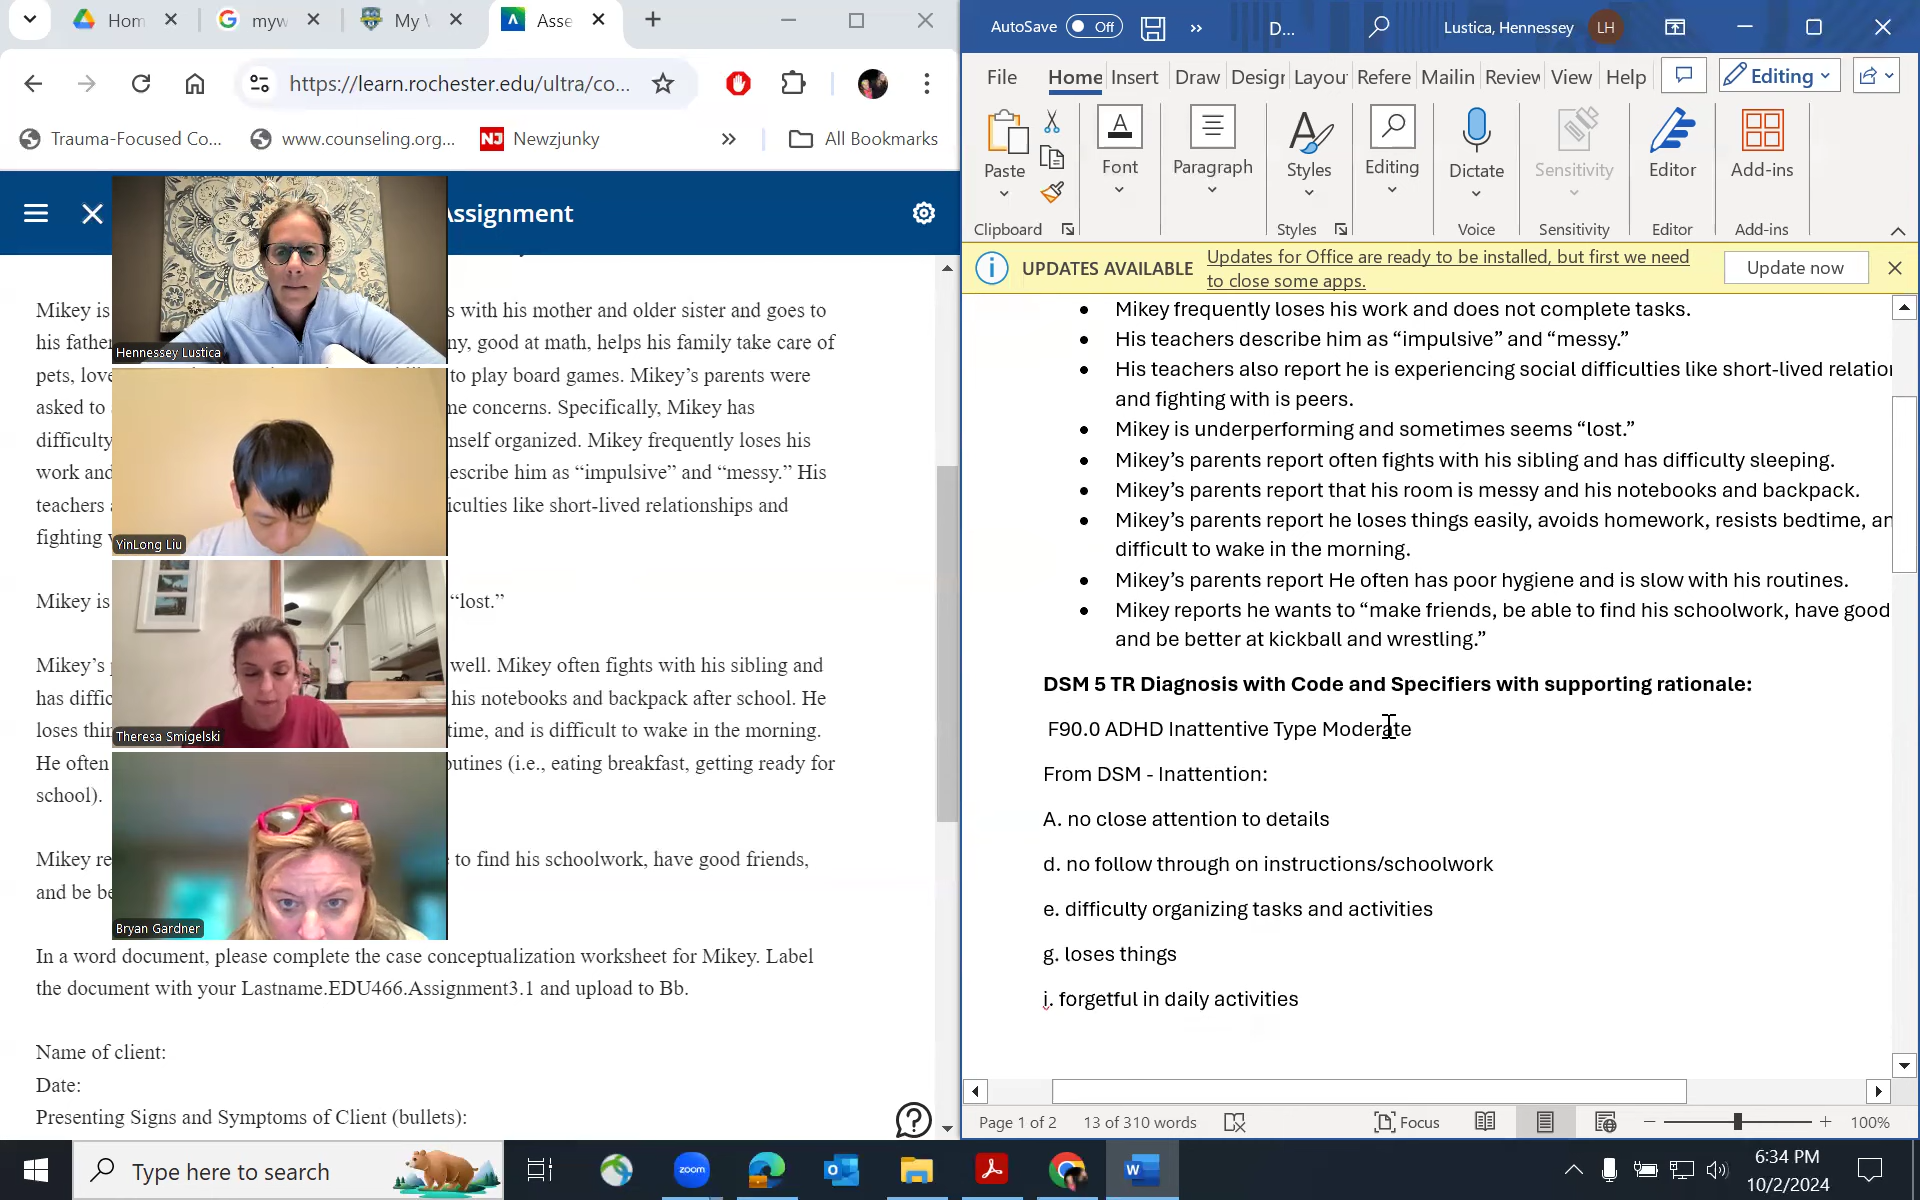 Hom
myw
My
Asse
https://learn.rochester.edu/ultra/co...
Trauma-Focused Co...
www.counseling.org...
NJ Newzjunky
All Bookmarks
Assignment
Mikey is
s with his mother and older sister and goes to
his father
ny, good at math, helps his family take care of
pets, love
to play board games. Mikey's parents were
asked to
ne concerns. Specifically, Mikey has
difficulty
mself organized. Mikey frequently loses his
work and
escribe him as “impulsive” and “messy.” His
teachers
iculties like short-lived relationships and
fighting
Mikey is
“lost.”
Mikey's
well. Mikey often fights with his sibling and
has diffic
his notebooks and backpack after school. He
loses thin
time, and is difficult to wake in the morning.
He often
outines (i.e., eating breakfast, getting ready for
school).
Mikey re
to find his schoolwork, have good friends,
and be be
In a word document, please complete the case conceptualization worksheet for Mikey. Label
the document with your Lastname.EDU466.Assignment3.1 and upload to Bb.
Name of client:
Date:
Presenting Signs and Symptoms of Client (bullets):
Hennessey Lustica
YinLong Liu
Theresa Smigelski
Bryan Gardner
AutoSave Off
D...
Lustica, Hennessey LH
File Home Insert Draw Design Layou Refere Mailin Review View Help
Editing
Paste
Font
Paragraph
Styles
Editing
Dictate
Sensitivity
Editor
Add-ins
Clipboard
Styles
Voice
Sensitivity
Editor
Add-ins
UPDATES AVAILABLE Updates for Office are ready to be installed, but first we need
to close some apps.
Update now
• Mikey frequently loses his work and does not complete tasks.
• His teachers describe him as “impulsive” and “messy.”
• His teachers also report he is experiencing social difficulties like short-lived relatio
and fighting with is peers.
• Mikey is underperforming and sometimes seems “lost.”
• Mikey’s parents report often fights with his sibling and has difficulty sleeping.
• Mikey’s parents report that his room is messy and his notebooks and backpack.
• Mikey’s parents report he loses things easily, avoids homework, resists bedtime, an
difficult to wake in the morning.
• Mikey’s parents report He often has poor hygiene and is slow with his routines.
• Mikey reports he wants to “make friends, be able to find his schoolwork, have good
and be better at kickball and wrestling.”
DSM 5 TR Diagnosis with Code and Specifiers with supporting rationale:
F90.0 ADHD Inattentive Type Moderate
From DSM - Inattention:
A. no close attention to details
d. no follow through on instructions/schoolwork
e. difficulty organizing tasks and activities
g. loses things
i. forgetful in daily activities
Page 1 of 2
13 of 310 words
Focus
100%
Type here to search
zoom
6:34 PM
10/2/2024